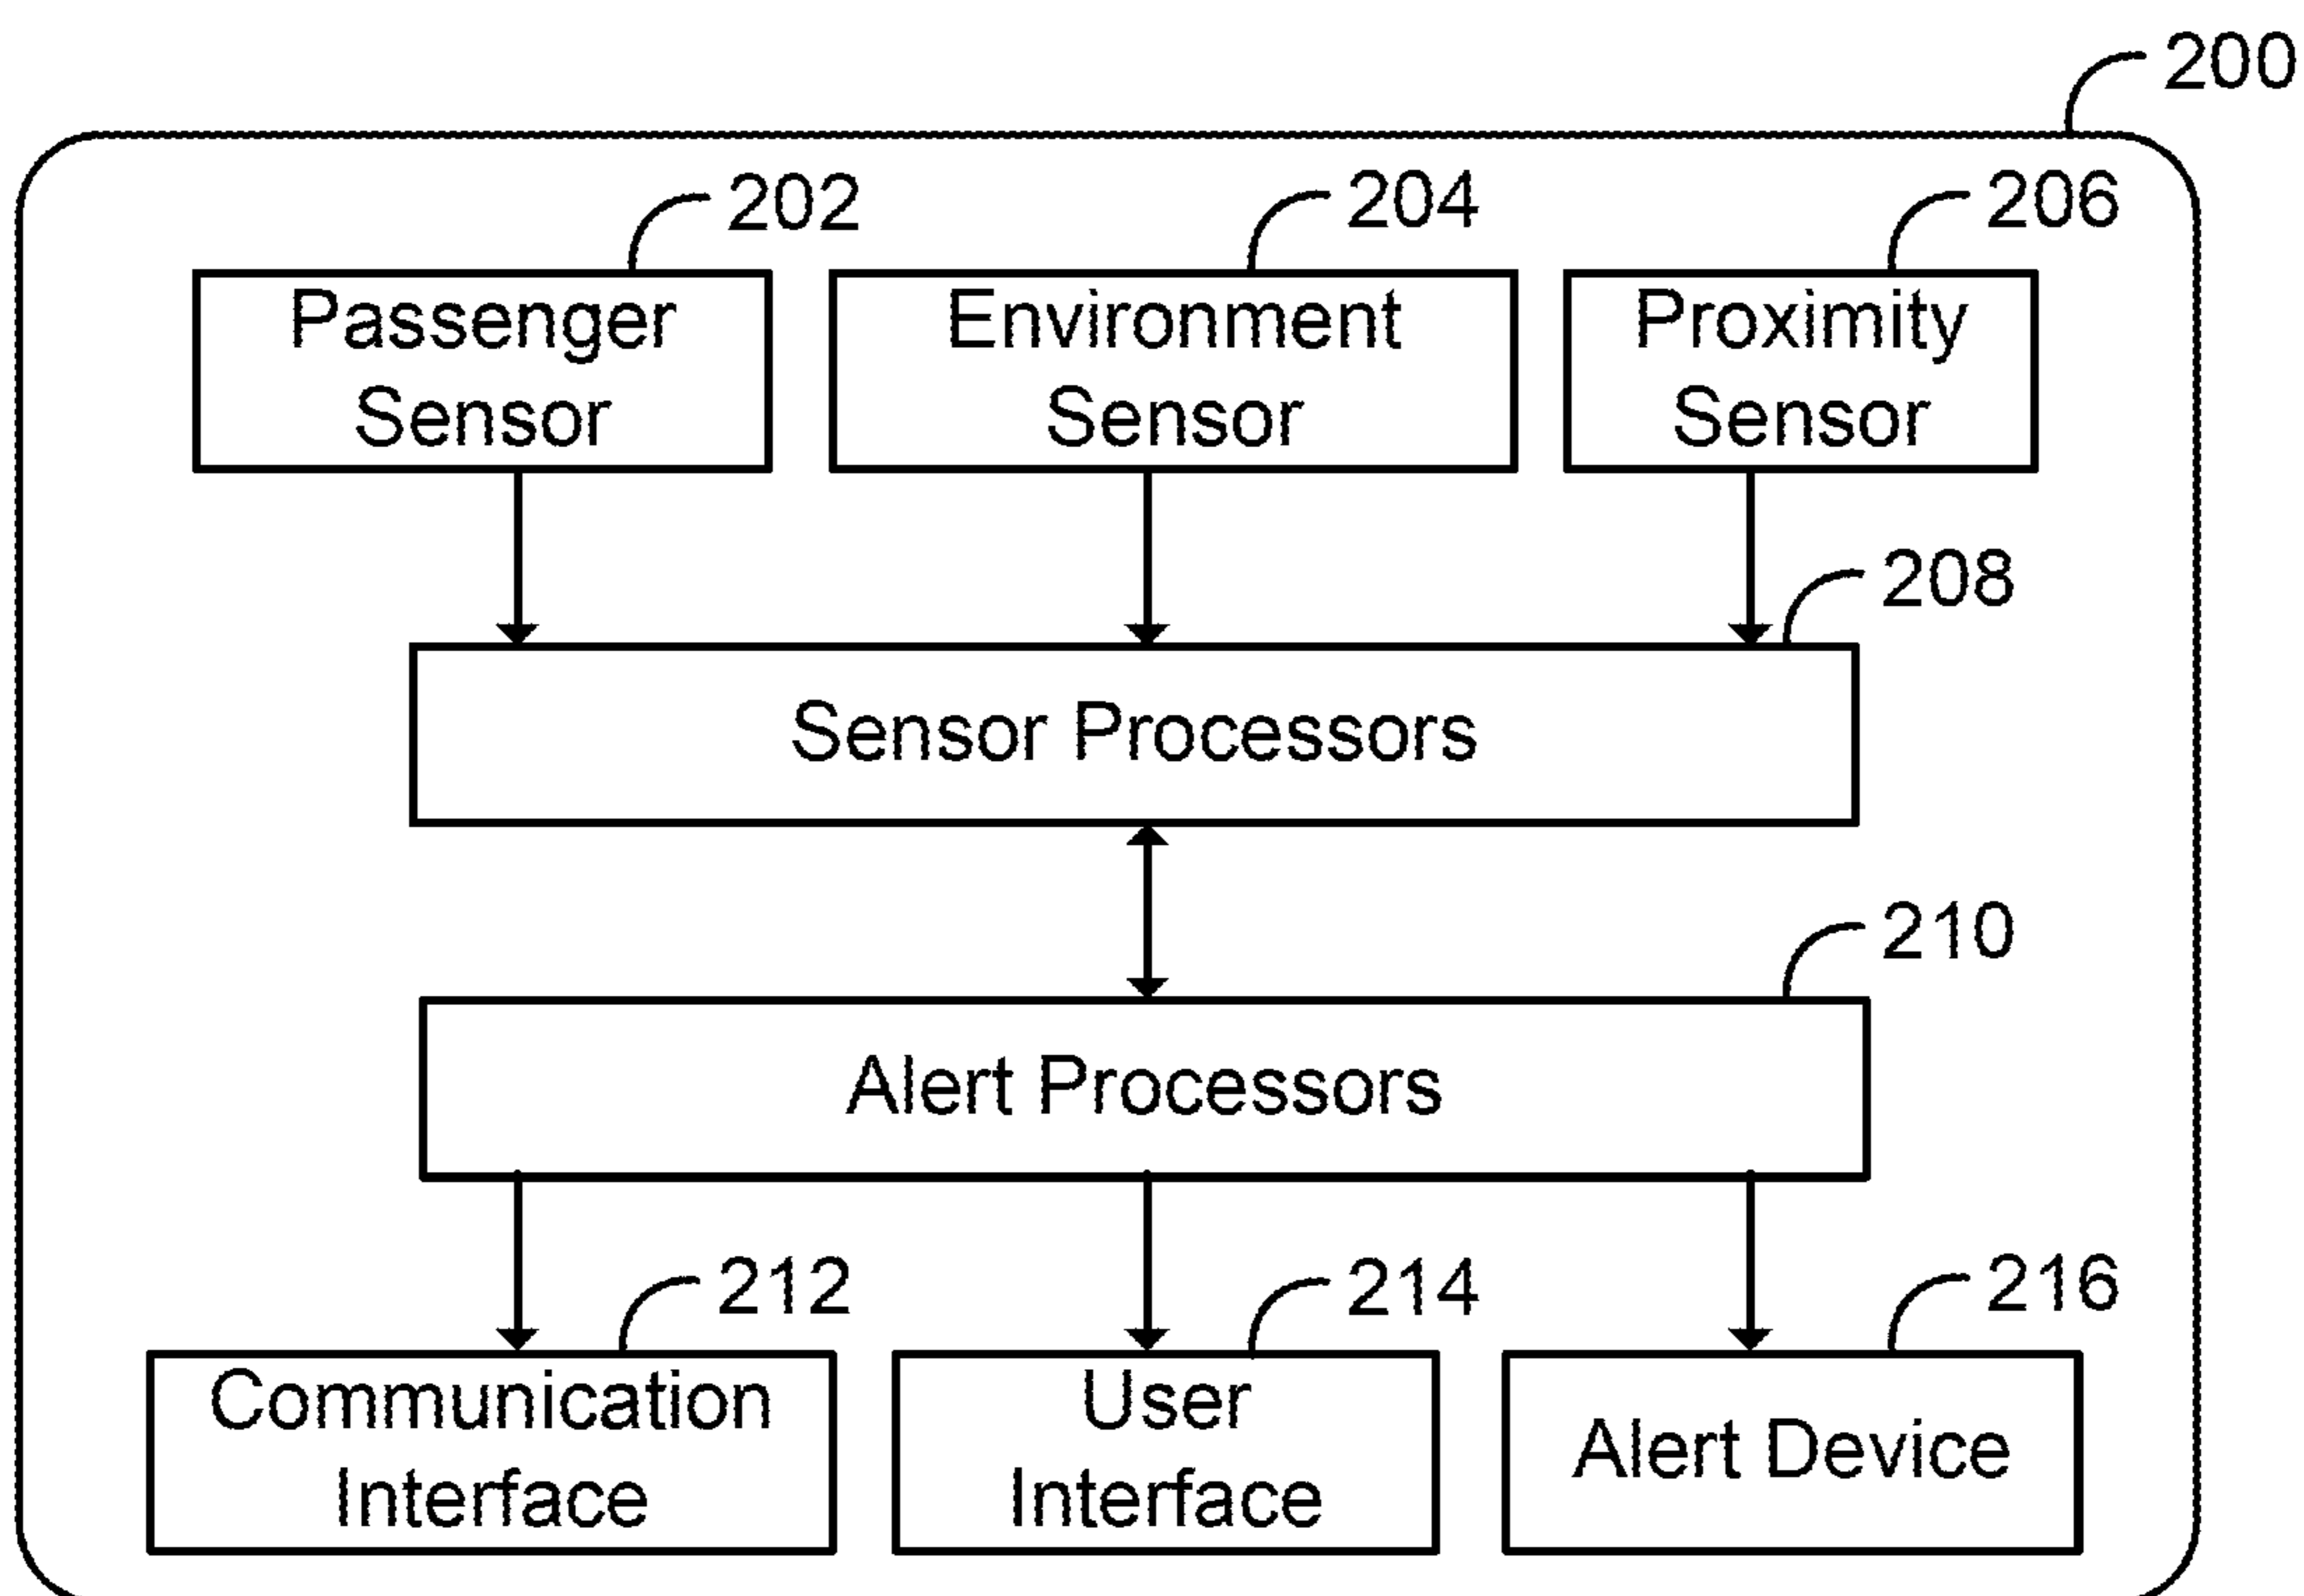 200
202
204
206
Passenger
Sensor
Environment
Sensor
Proximity
Sensor
208
Sensor Processors
210
Alert Processors
212
214
216
Communication
Interface
User
Interface
Alert Device